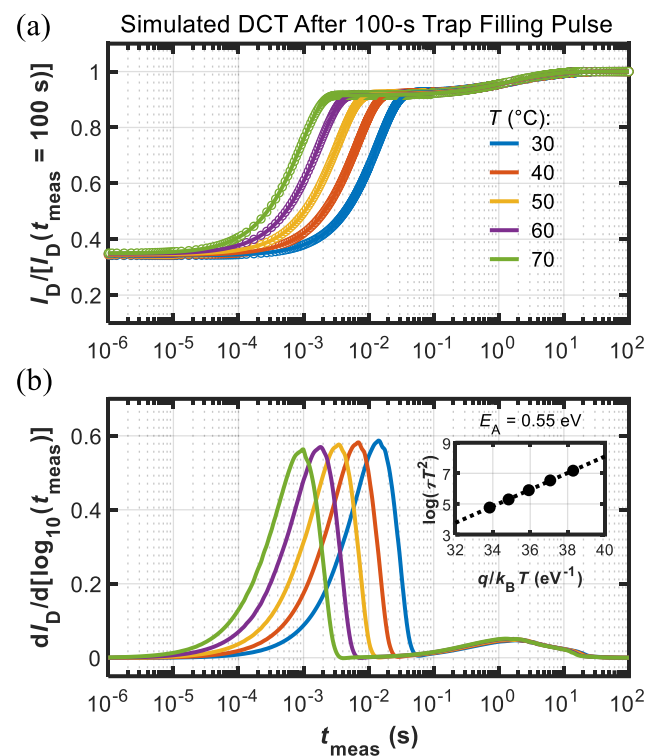 (a)
Simulated DCT After 100-s Trap Filling Pulse
I_D/[I_D(t_meas = 100 s)]
1
0.8
0.6
0.4
0.2
T (°C):
30
40
50
60
70
10^-6 10^-5 10^-4 10^-3 10^-2 10^-1 10^0 10^1 10^2
(b)
dI_D/d[log_10(t_meas)]
0.6
0.4
0.2
0
E_A = 0.55 eV
log(τT^2)
9
7
5
3
32 34 36 38 40
q/k_B T (eV^-1)
10^-6 10^-5 10^-4 10^-3 10^-2 10^-1 10^0 10^1 10^2
t_meas (s)